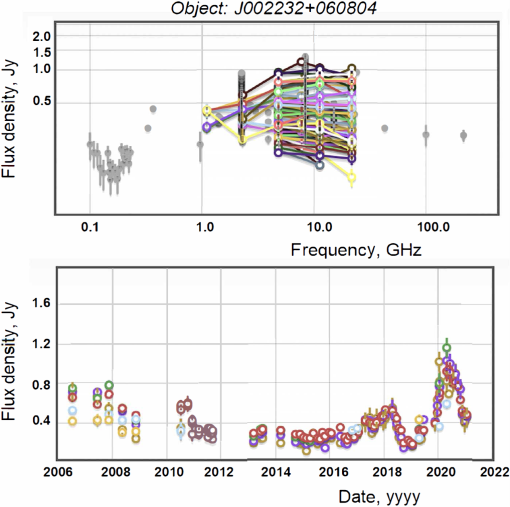 Object: J002232+060804
Flux density, Jy
2.0
1.5
1.0
0.5
0.1 1.0 10.0 100.0
Frequency, GHz
Flux density, Jy
1.6
1.2
0.8
0.4
2006 2008 2010 2012 2014 2016 2018 2020 2022
Date, yyyy